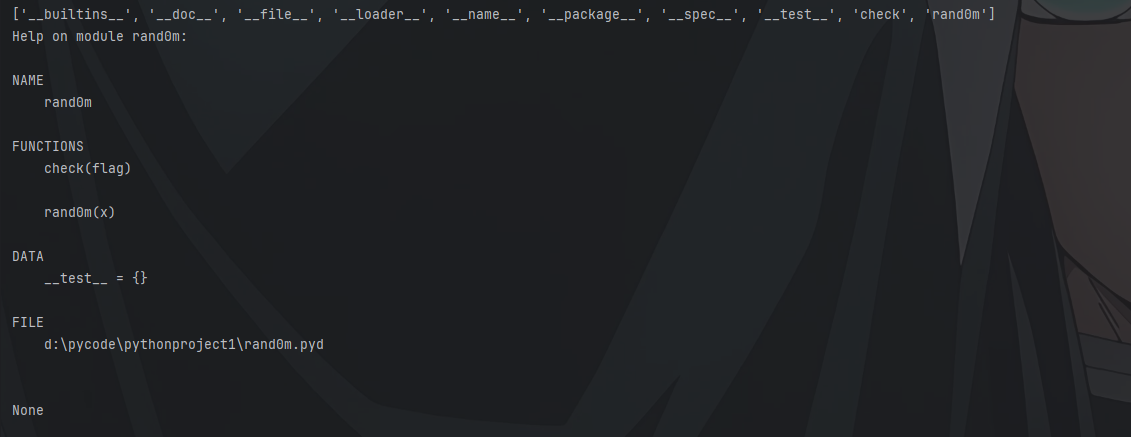 ['__builtins__', '__doc__', '__file__', '__loader__', '__name__', '__package__', '__spec__', '__test__', 'check', 'rand0m']
Help on module rand0m:
NAME
    rand0m
FUNCTIONS
    check(flag)
    rand0m(x)
DATA
    __test__ = {}
FILE
    d:\pycode\pythonproject1\rand0m.pyd
None